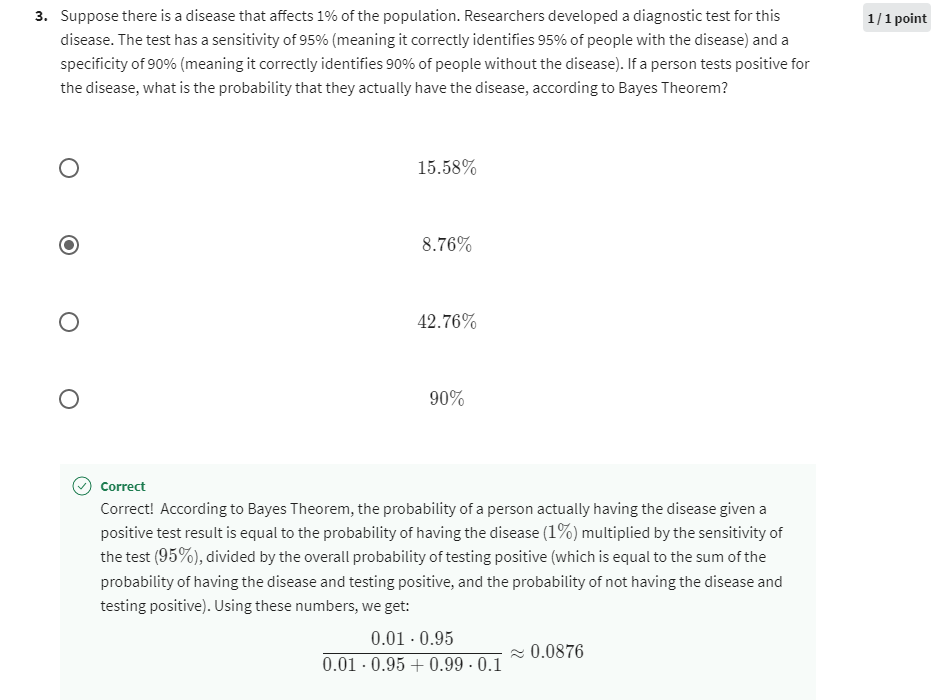 3. Suppose there is a disease that affects 1% of the population. Researchers developed a diagnostic test for this
1 / 1 point
disease. The test has a sensitivity of 95% (meaning it correctly identifies 95% of people with the disease) and a
specificity of 90% (meaning it correctly identifies 90% of people without the disease). If a person tests positive for
the disease, what is the probability that they actually have the disease, according to Bayes Theorem?
15.58%
8.76%
42.76%
90%
Correct
Correct! According to Bayes Theorem, the probability of a person actually having the disease given a
positive test result is equal to the probability of having the disease (1%) multiplied by the sensitivity of
the test (95%), divided by the overall probability of testing positive (which is equal to the sum of the
probability of having the disease and testing positive, and the probability of not having the disease and
testing positive). Using these numbers, we get:
0.01 · 0.95
0.01 · 0.95 + 0.99 · 0.1
≈ 0.0876